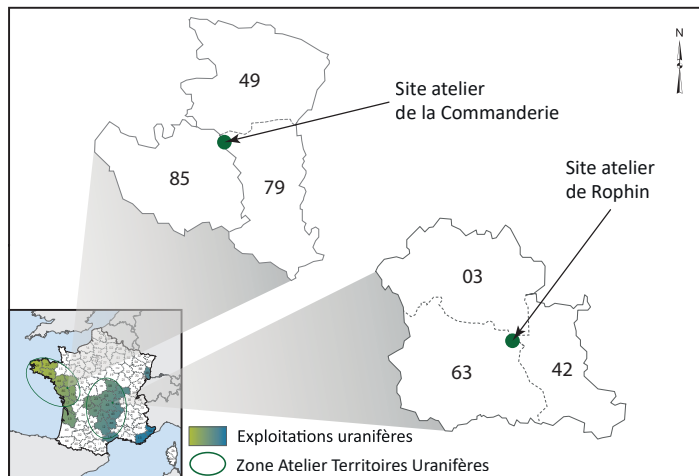 N
49
Site atelier
de la Commanderie
85
79
Site atelier
de Rophin
03
63
42
Exploitations uranifères
Zone Atelier Territoires Uranifères